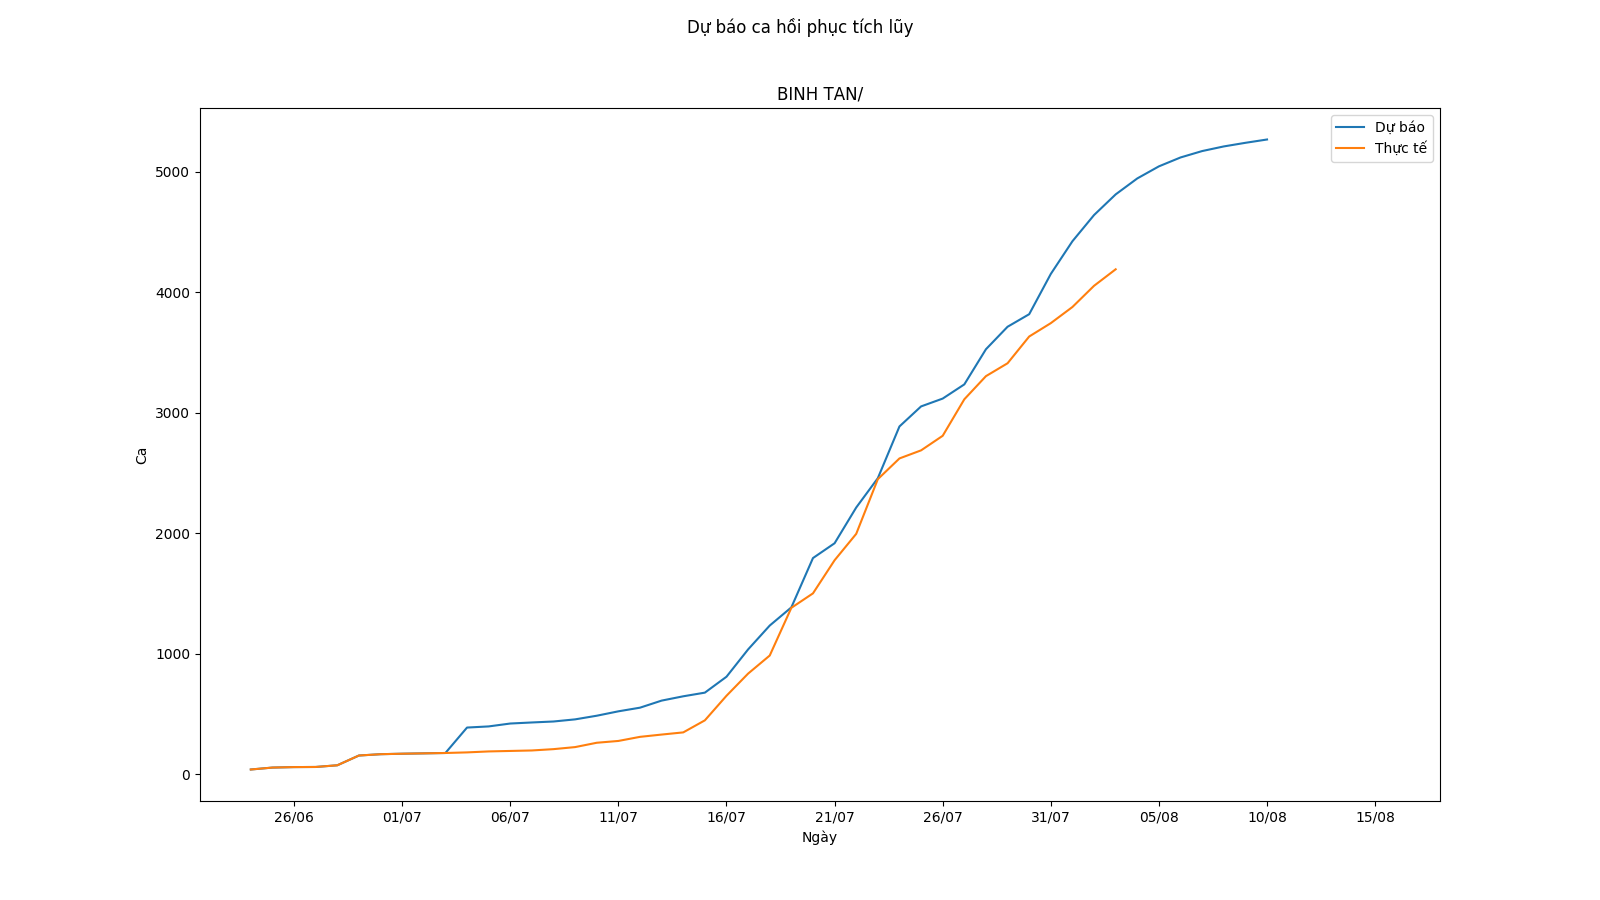 Dự báo ca hồi phục tích lũy
BINH TAN/
Dự báo
Thực tế
5000
4000
3000
2000
1000
0
Ca
26/06 01/07 06/07 11/07 16/07 21/07 26/07 31/07 05/08 10/08 15/08
Ngày